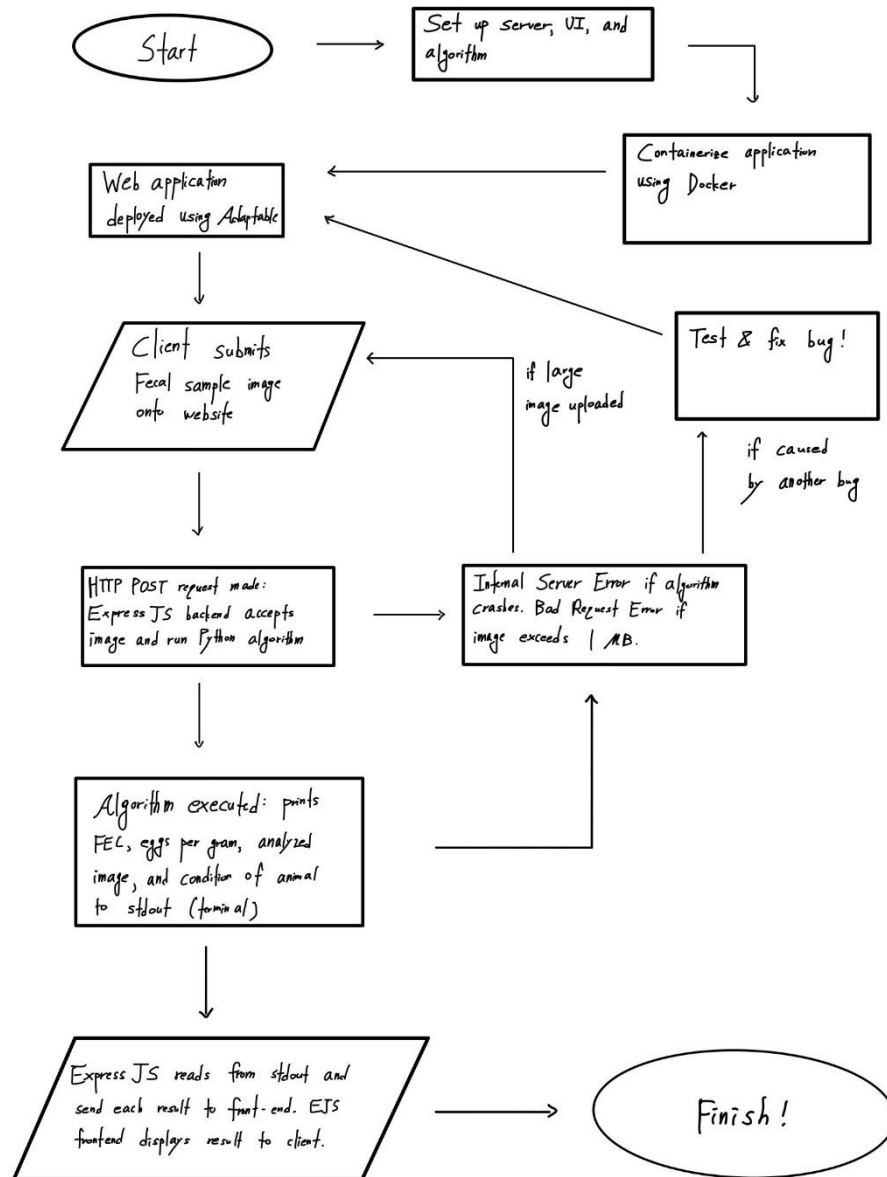 Start
Set up server, UI, and
algorithm
Containerize application
using Docker
Web application
deployed using Adaptable
Client submits
Fecal sample image
onto website
if large
image uploaded
Test & fix bug!
if caused
by another bug
HTTP POST request made:
Express JS backend accepts
image and run Python algorithm
Internal Server Error if algorithm
crashes. Bad Request Error if
image exceeds 1 MB.
Algorithm executed: prints
FEC, eggs per gram, analyzed
image, and condition of animal
to stdout (terminal)
Express JS reads from stdout and
send each result to front-end. EJS
frontend displays result to client.
Finish!